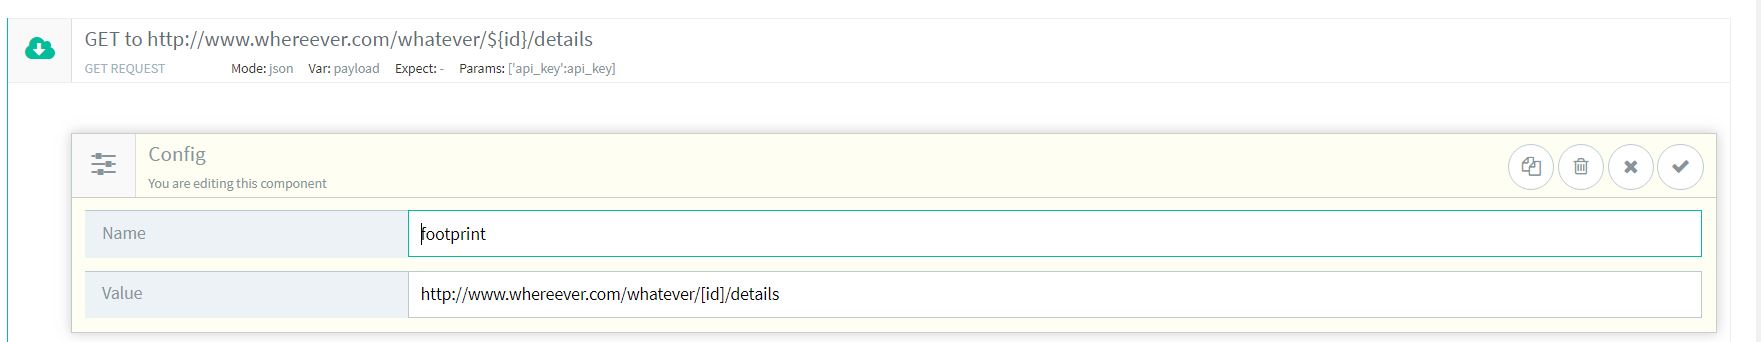 GET to http://www.whereever.com/whatever/${id}/details
GET REQUEST Mode: json Var: payload Expect: - Params: ['api_key':api_key]
Config
You are editing this component
Name footprint
Value http://www.whereever.com/whatever/[id]/details